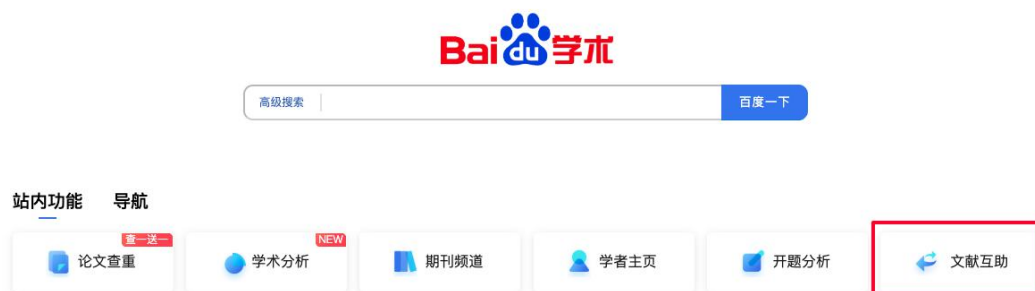 Bai du 学术
高级搜索 百度一下
站内功能 导航
查一送一 NEW
论文查重 学术分析 期刊频道 学者主页 开题分析 文献互助